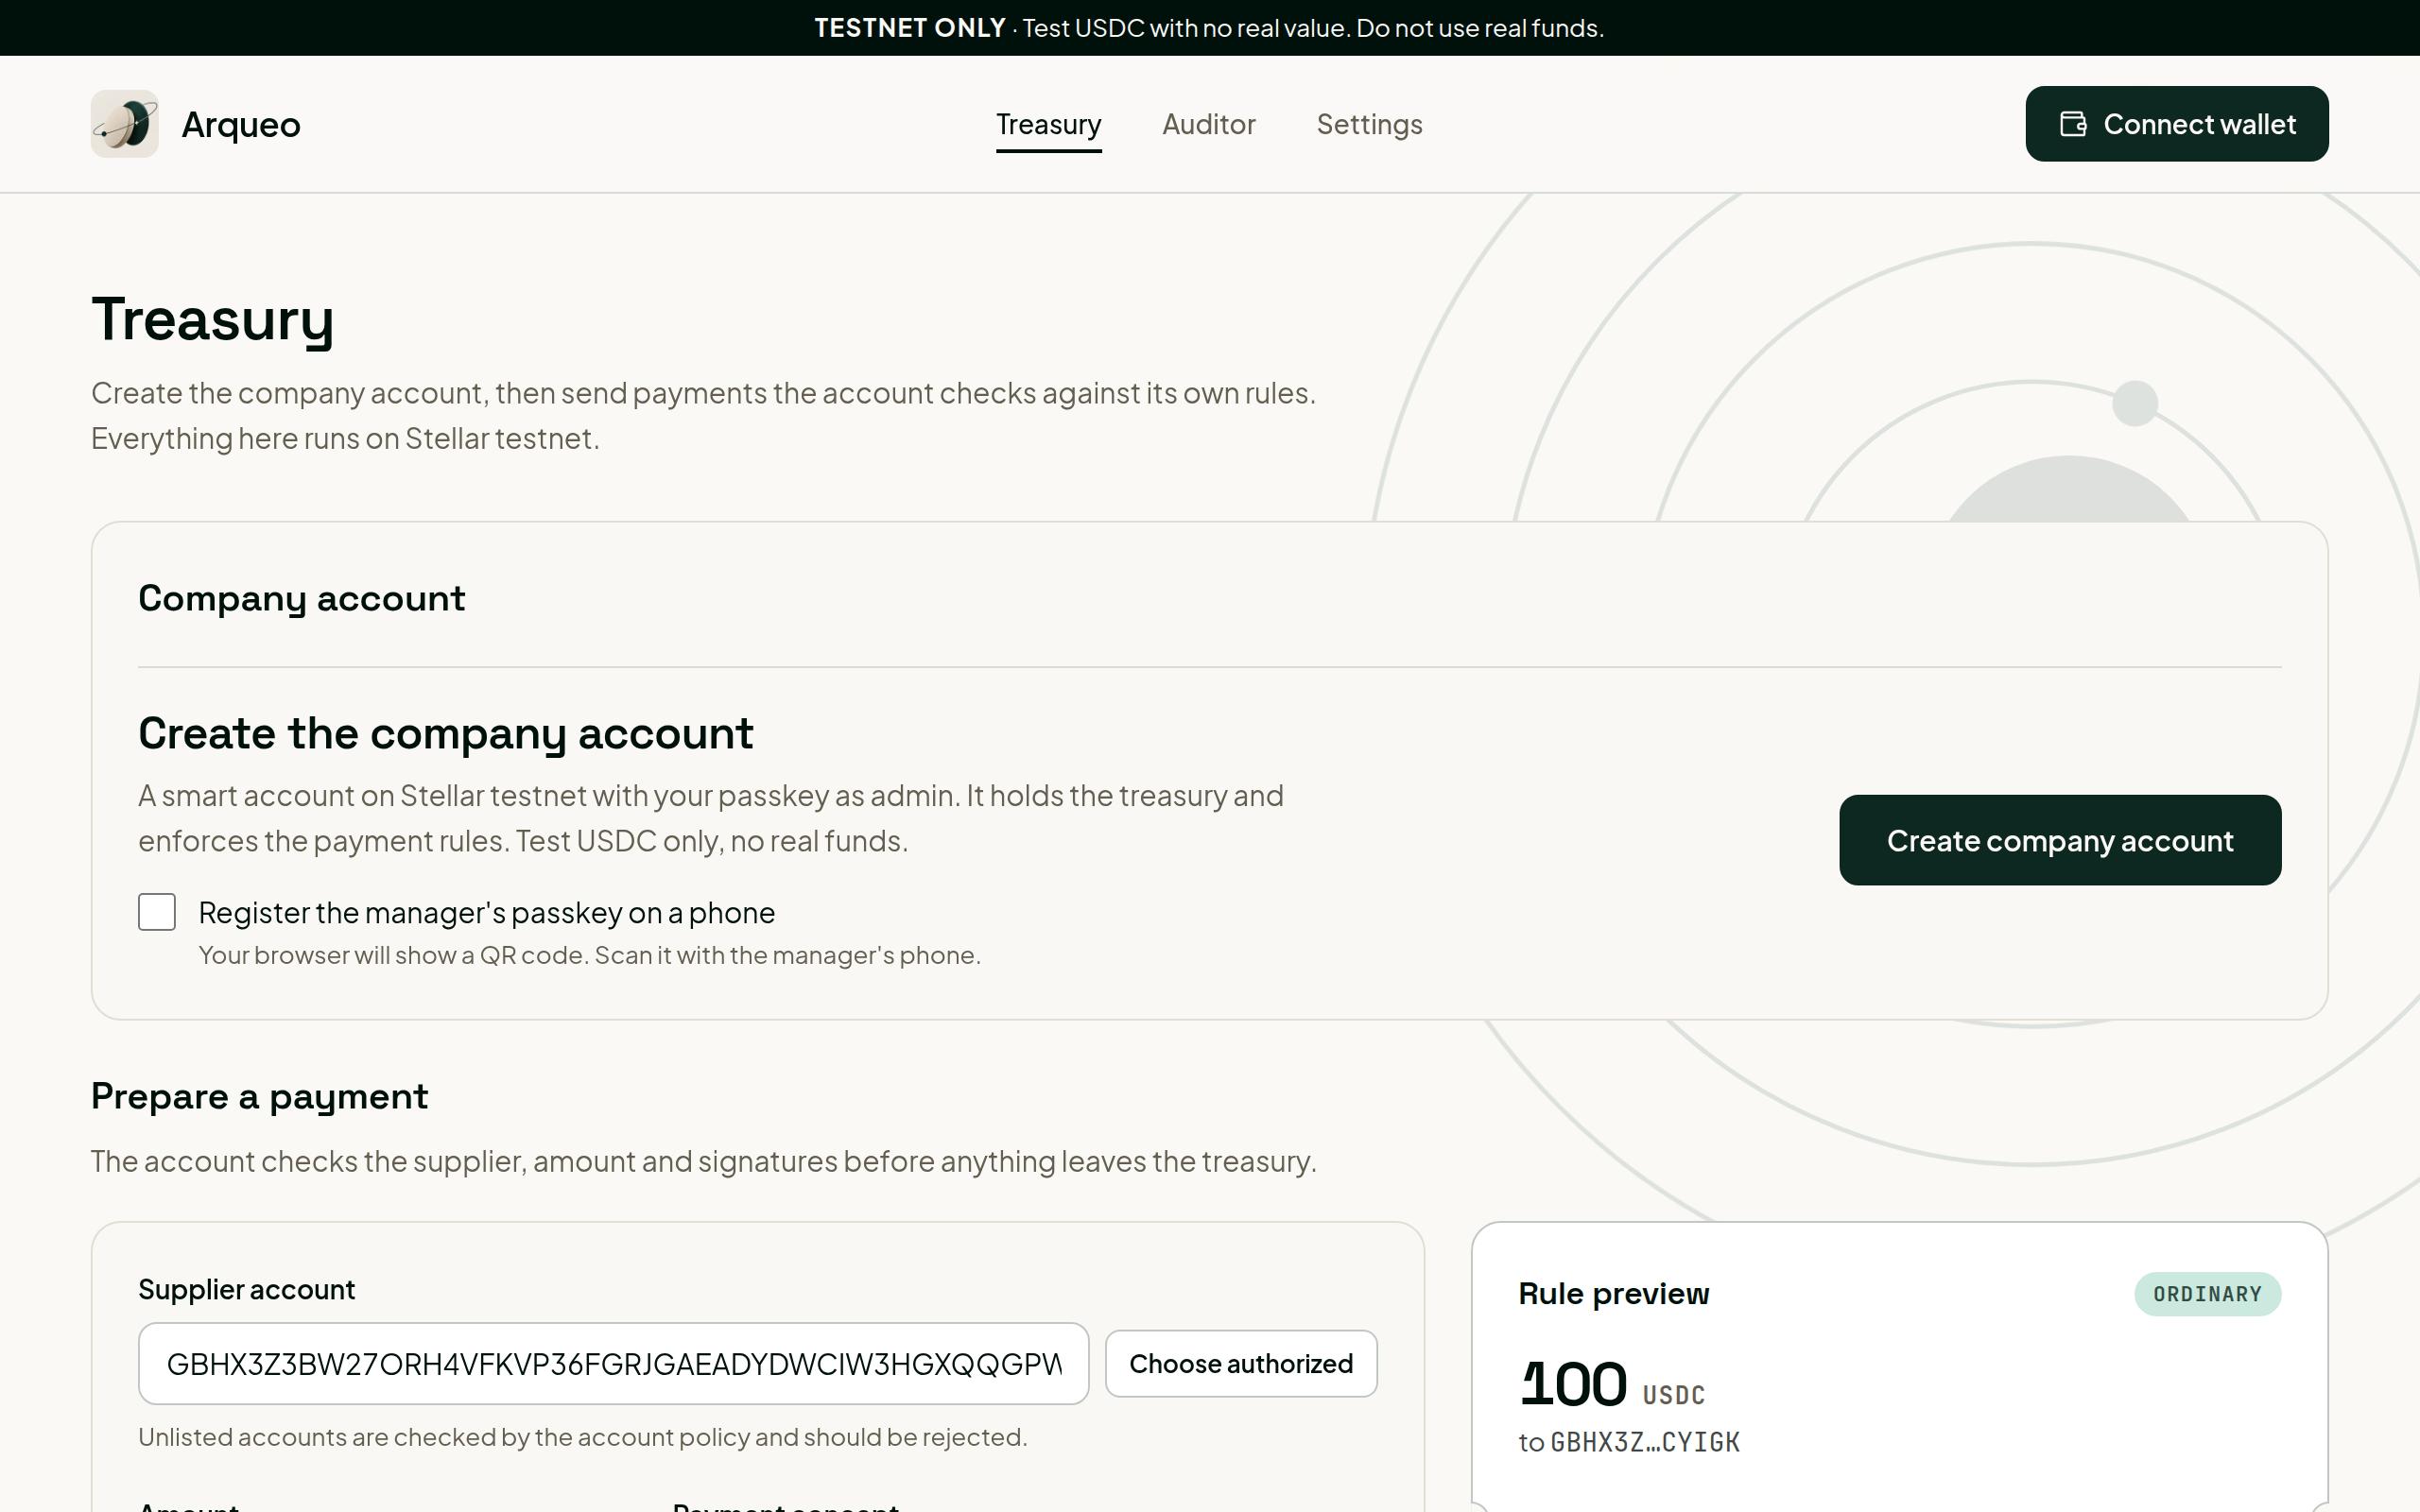 TESTNET ONLY · Test USDC with no real value. Do not use real funds.
Arqueo
Treasury
Auditor
Settings
Connect wallet
Treasury
Create the company account, then send payments the account checks against its own rules.
Everything here runs on Stellar testnet.
Company account
Create the company account
A smart account on Stellar testnet with your passkey as admin. It holds the treasury and
enforces the payment rules. Test USDC only, no real funds.
Create company account
Register the manager's passkey on a phone
Your browser will show a QR code. Scan it with the manager's phone.
Prepare a payment
The account checks the supplier, amount and signatures before anything leaves the treasury.
Supplier account
GBHX3Z3BW27ORH4VFKVP36FGRJGAEADYDWCIW3HGXQQGPW
Choose authorized
Unlisted accounts are checked by the account policy and should be rejected.
Amount
Payment concept
Rule preview
ORDINARY
100 USDC
to GBHX3Z…CYIGK